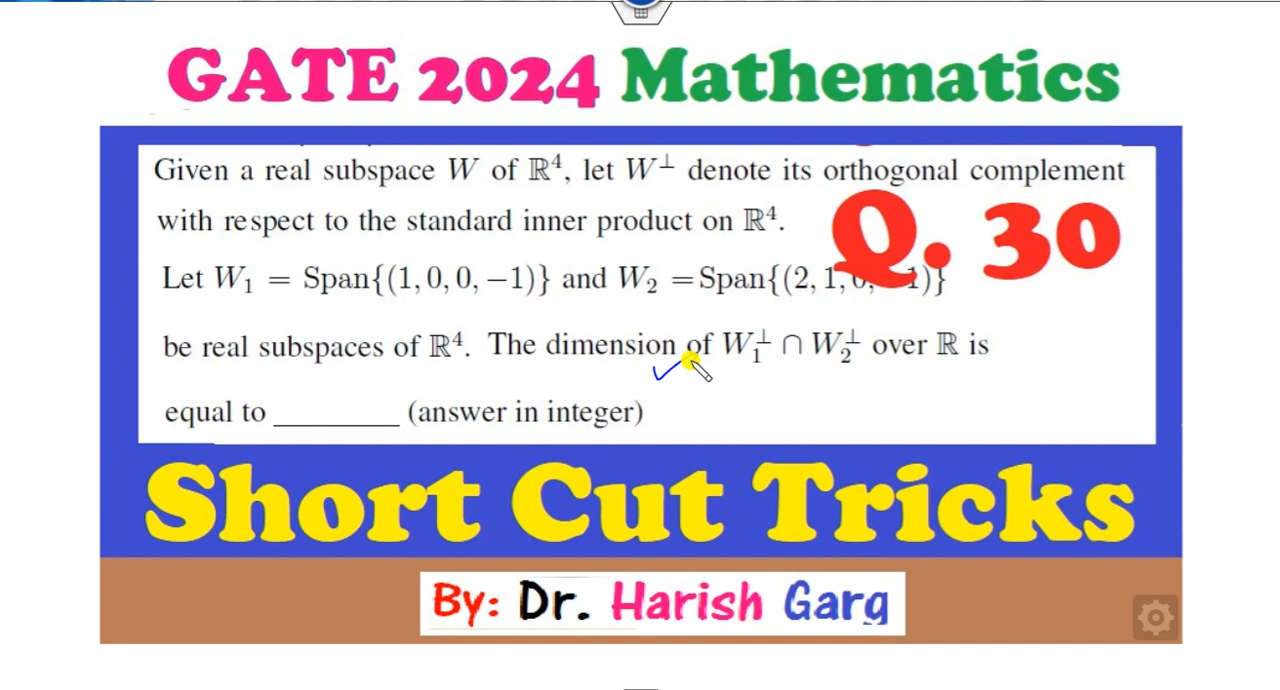 GATE 2024 Mathematics
Given a real subspace W of ℝ⁴, let W⊥ denote its orthogonal complement
with respect to the standard inner product on ℝ⁴.
Q. 30
Let W₁ = Span{(1, 0, 0, −1)} and W₂ =Span{(2, 1, 1)}
be real subspaces of ℝ⁴. The dimension of W₁⊥ ∩ W₂⊥ over ℝ is
equal to ________ (answer in integer)
Short Cut Tricks
By: Dr. Harish Garg